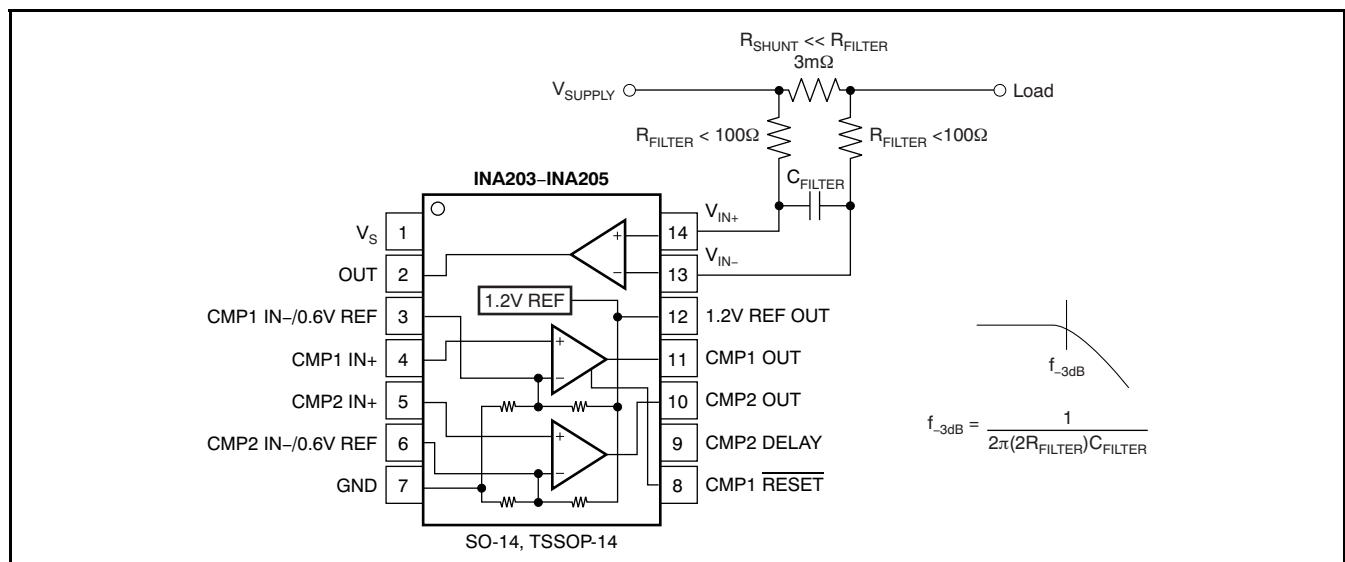 R_SHUNT << R_FILTER
3mΩ
V_SUPPLY
Load
R_FILTER < 100Ω
R_FILTER <100Ω
C_FILTER
INA203–INA205
V_IN+
V_IN–
V_S 1
14
OUT 2
13
1.2V REF
CMP1 IN–/0.6V REF 3
12 1.2V REF OUT
CMP1 IN+ 4
11 CMP1 OUT
CMP2 IN+ 5
10 CMP2 OUT
CMP2 IN–/0.6V REF 6
9 CMP2 DELAY
GND 7
8 CMP1 R̅E̅S̅E̅T̅
+
–
+
–
+
–
SO-14, TSSOP-14
f_–3dB
f_–3dB = 1
2π(2R_FILTER)C_FILTER